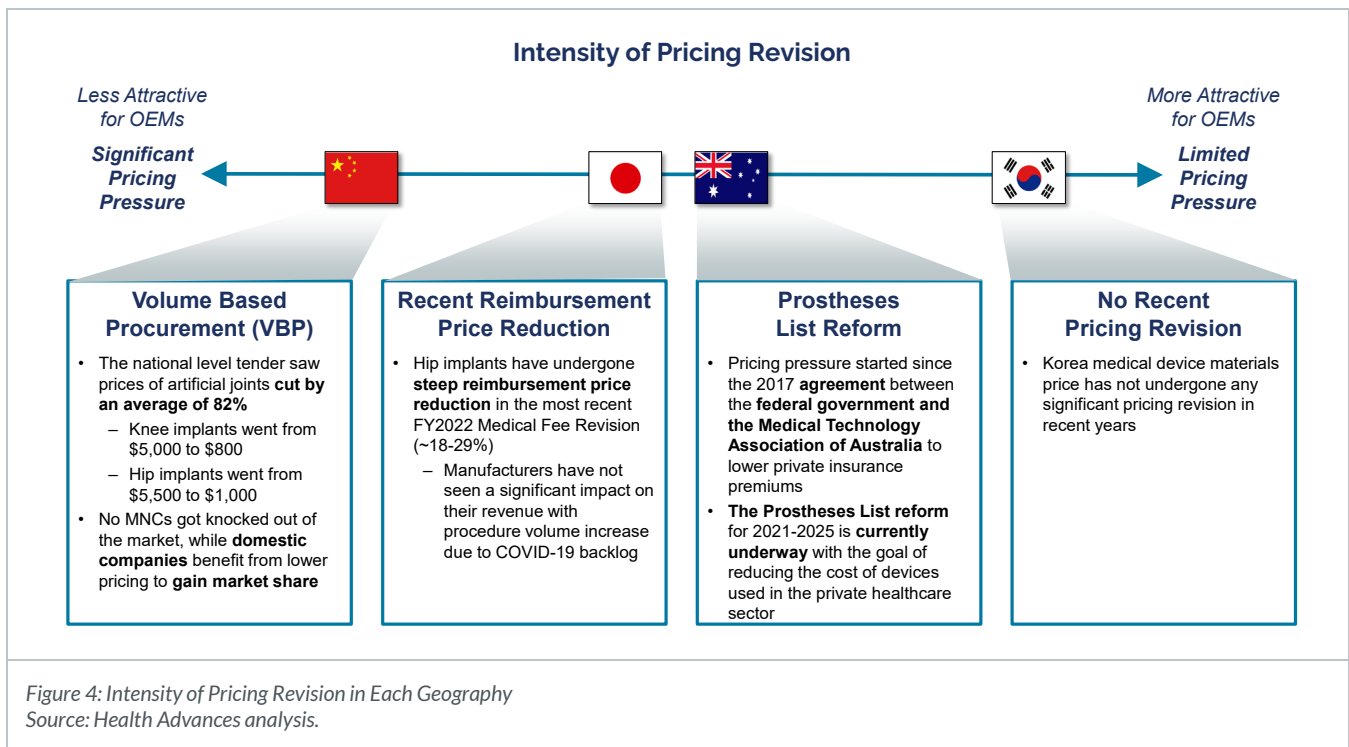 Intensity of Pricing Revision
Less Attractive
for OEMs
Significant
Pricing
Pressure
More Attractive
for OEMs
Limited
Pricing
Pressure
Volume Based
Procurement (VBP)
• The national level tender saw
prices of artificial joints cut by
an average of 82%
– Knee implants went from
$5,000 to $800
– Hip implants went from
$5,500 to $1,000
• No MNCs got knocked out of
the market, while domestic
companies benefit from lower
pricing to gain market share
Recent Reimbursement
Price Reduction
• Hip implants have undergone
steep reimbursement price
reduction in the most recent
FY2022 Medical Fee Revision
(~18-29%)
– Manufacturers have not
seen a significant impact on
their revenue with
procedure volume increase
due to COVID-19 backlog
Prostheses
List Reform
• Pricing pressure started since
the 2017 agreement between
the federal government and
the Medical Technology
Association of Australia to
lower private insurance
premiums
• The Prostheses List reform
for 2021-2025 is currently
underway with the goal of
reducing the cost of devices
used in the private healthcare
sector
No Recent
Pricing Revision
• Korea medical device materials
price has not undergone any
significant pricing revision in
recent years
Figure 4: Intensity of Pricing Revision in Each Geography
Source: Health Advances analysis.